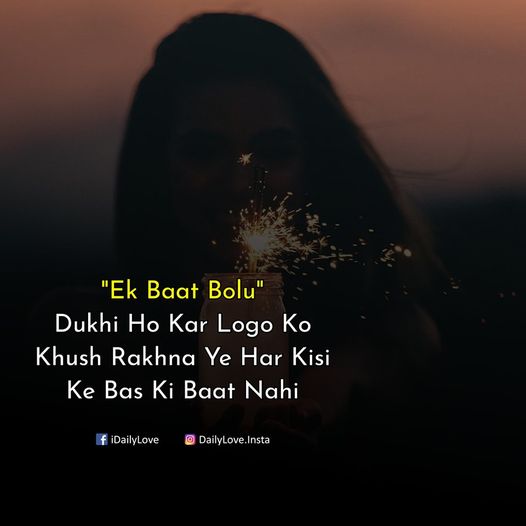 "Ek Baat Bolu"
Dukhi Ho Kar Logo Ko
Khush Rakhna Ye Har Kisi
Ke Bas Ki Baat Nahi
iDailyLove DailyLove.Insta